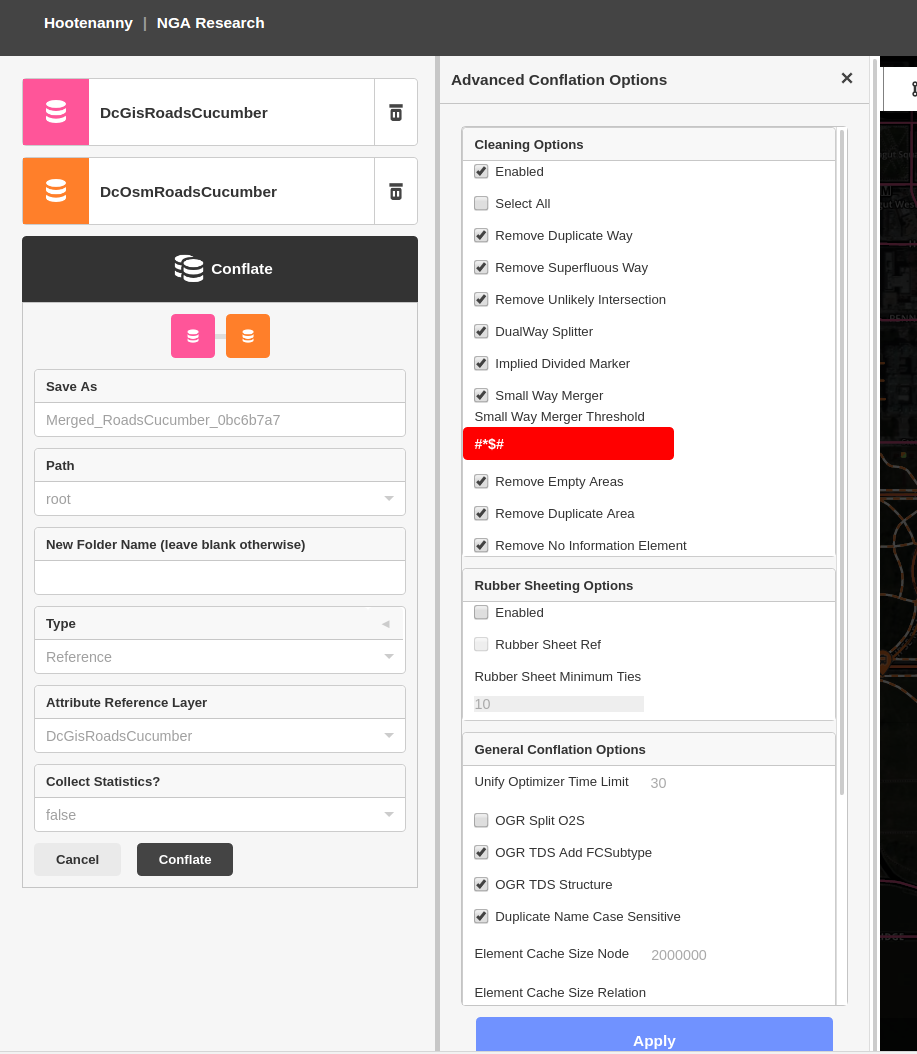 Hootenanny | NGA Research
DcGisRoadsCucumber
DcOsmRoadsCucumber
Conflate
Save As
Merged_RoadsCucumber_0bc6b7a7
Path
root
New Folder Name (leave blank otherwise)
Type
Reference
Attribute Reference Layer
DcGisRoadsCucumber
Collect Statistics?
false
Cancel
Conflate
Advanced Conflation Options
Cleaning Options
Enabled
Select All
Remove Duplicate Way
Remove Superfluous Way
Remove Unlikely Intersection
DualWay Splitter
Implied Divided Marker
Small Way Merger
Small Way Merger Threshold
#*$#
Remove Empty Areas
Remove Duplicate Area
Remove No Information Element
Rubber Sheeting Options
Enabled
Rubber Sheet Ref
Rubber Sheet Minimum Ties
10
General Conflation Options
Unify Optimizer Time Limit 30
OGR Split O2S
OGR TDS Add FCSubtype
OGR TDS Structure
Duplicate Name Case Sensitive
Element Cache Size Node 2000000
Element Cache Size Relation
Apply